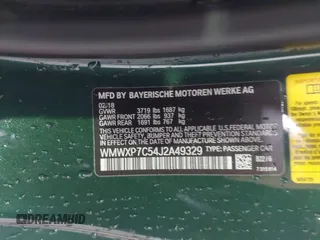 MFD BY BAYERISCHE MOTOREN WERKE AG
02/18
GVWR 3719 lbs 1687 kg
GAWR FRONT 2066 lbs 937 kg
GAWR REAR 1691 lbs 767 kg
THIS VEHICLE CONFORMS TO ALL APPLICABLE U.S. FEDERAL MOTOR
VEHICLE SAFETY, BUMPER AND THEFT PREVENTION STANDARDS
IN EFFECT ON THE DATE OF MANUFACTURE SHOWN ABOVE.
WMWXP7C54J2A49329 TYPE: PASSENGER CAR
DREAMBID